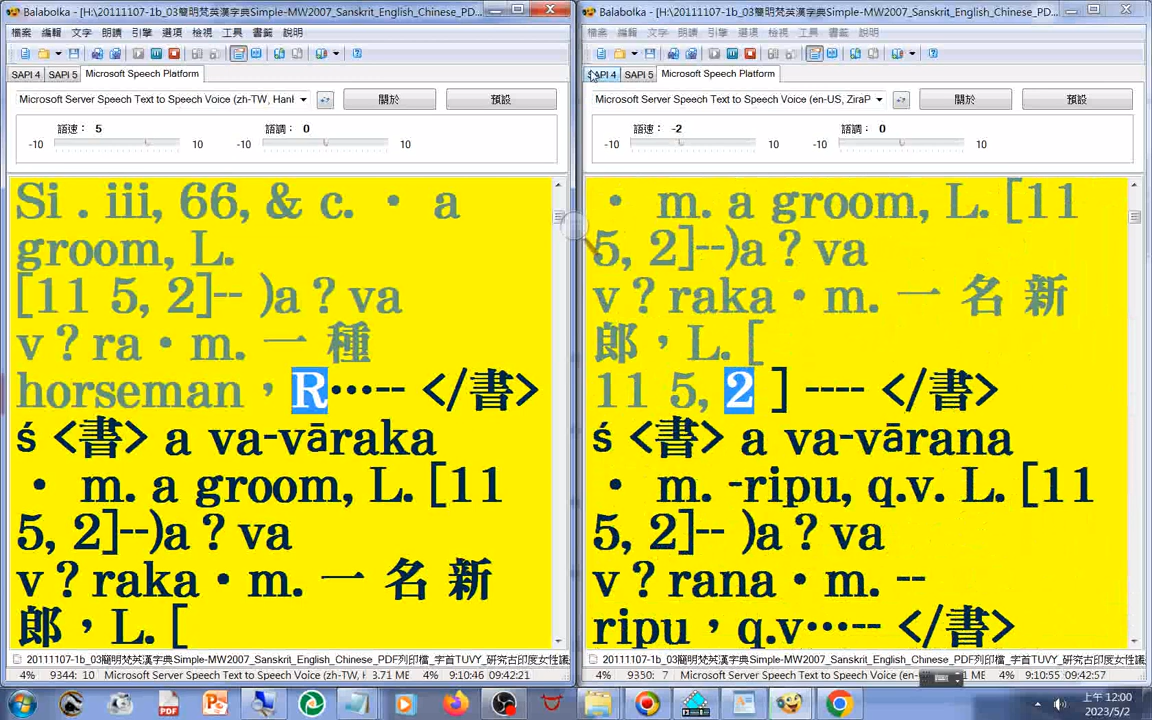 Balabolka - [H:\20111107-1b_03簡明梵英漢字典Simple-MW2007_Sanskrit_English_Chinese_PD...
檔案 編輯 文字 朗讀 引擎 選項 檢視 工具 書籤 說明
SAPI 4 SAPI 5 Microsoft Speech Platform
Microsoft Server Speech Text to Speech Voice (zh-TW, Hanl
關於 預設
語速： 5 語調： 0
-10 10 -10 10
Si . iii, 66, & c. • a
groom, L.
[11 5, 2]-- )a？va
v？ra•m. 一 種
horseman，R…-- </書>
ś <書> a va-vāraka
• m. a groom, L. [11
5, 2]--)a？va
v？raka•m. 一 名 新
郎，L. [
20111107-1b_03簡明梵英漢字典Simple-MW2007_Sanskrit_English_Chinese_PDF列印檔_字首TUVY_研究古印度女性議
4% 9344: 10 Microsoft Server Speech Text to Speech Voice (zh-TW, H 3.71 ME 4% 9:10:46 09:42:21
Balabolka - [H:\20111107-1b_03簡明梵英漢字典Simple-MW2007_Sanskrit_English_Chinese_PD...
檔案 編輯 文字 朗讀 引擎 選項 檢視 工具 書籤 說明
SAPI 4 SAPI 5 Microsoft Speech Platform
Microsoft Server Speech Text to Speech Voice (en-US, ZiraP
關於 預設
語速： -2 語調： 0
-10 10 -10 10
• m. a groom, L. [11
5, 2]--)a？va
v？raka•m. 一 名 新
郎，L. [
11 5, 2 ] ---- </書>
ś <書> a va-vārana
• m. -ripu, q.v. L. [11
5, 2]-- )a？va
v？rana•m. --
ripu，q.v…-- </書>
20111107-1b_03簡明梵英漢字典Simple-MW2007_Sanskrit_English_Chinese_PDF列印檔_字首TUVY_研究古印度女性議
4% 9350: 7 Microsoft Server Speech Text to Speech Voice 4% 9:10:55 09:42:57
上午 12:00
2023/5/2